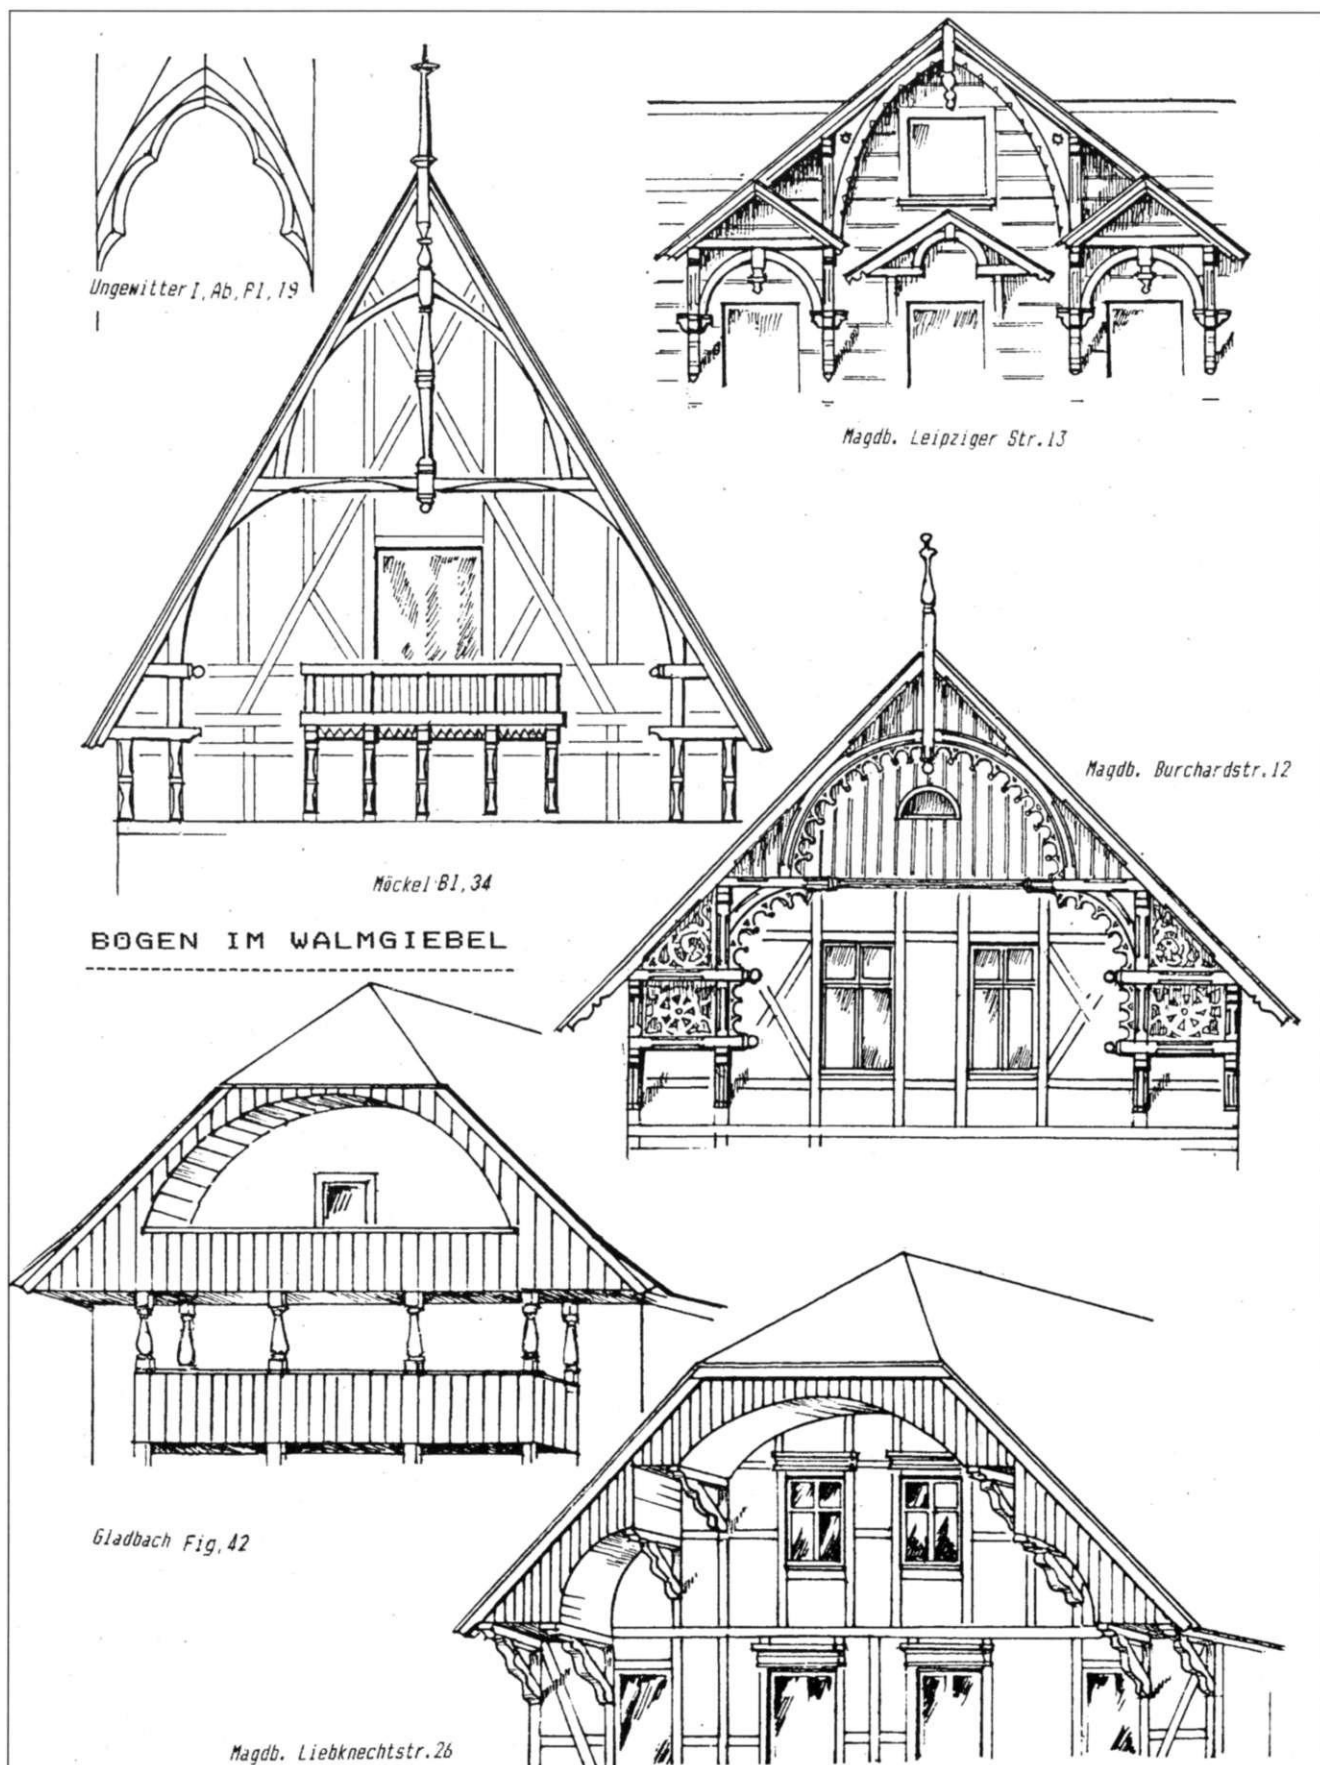 Ungewitter I, Ab, Pl, 19
Magdb. Leipziger Str. 13
Magdb. Burchardstr. 12
Möckel Bl, 34
BÖGEN IM WALMGIEBEL
Gladbach Fig, 42
Magdb. Liebknechtstr. 26